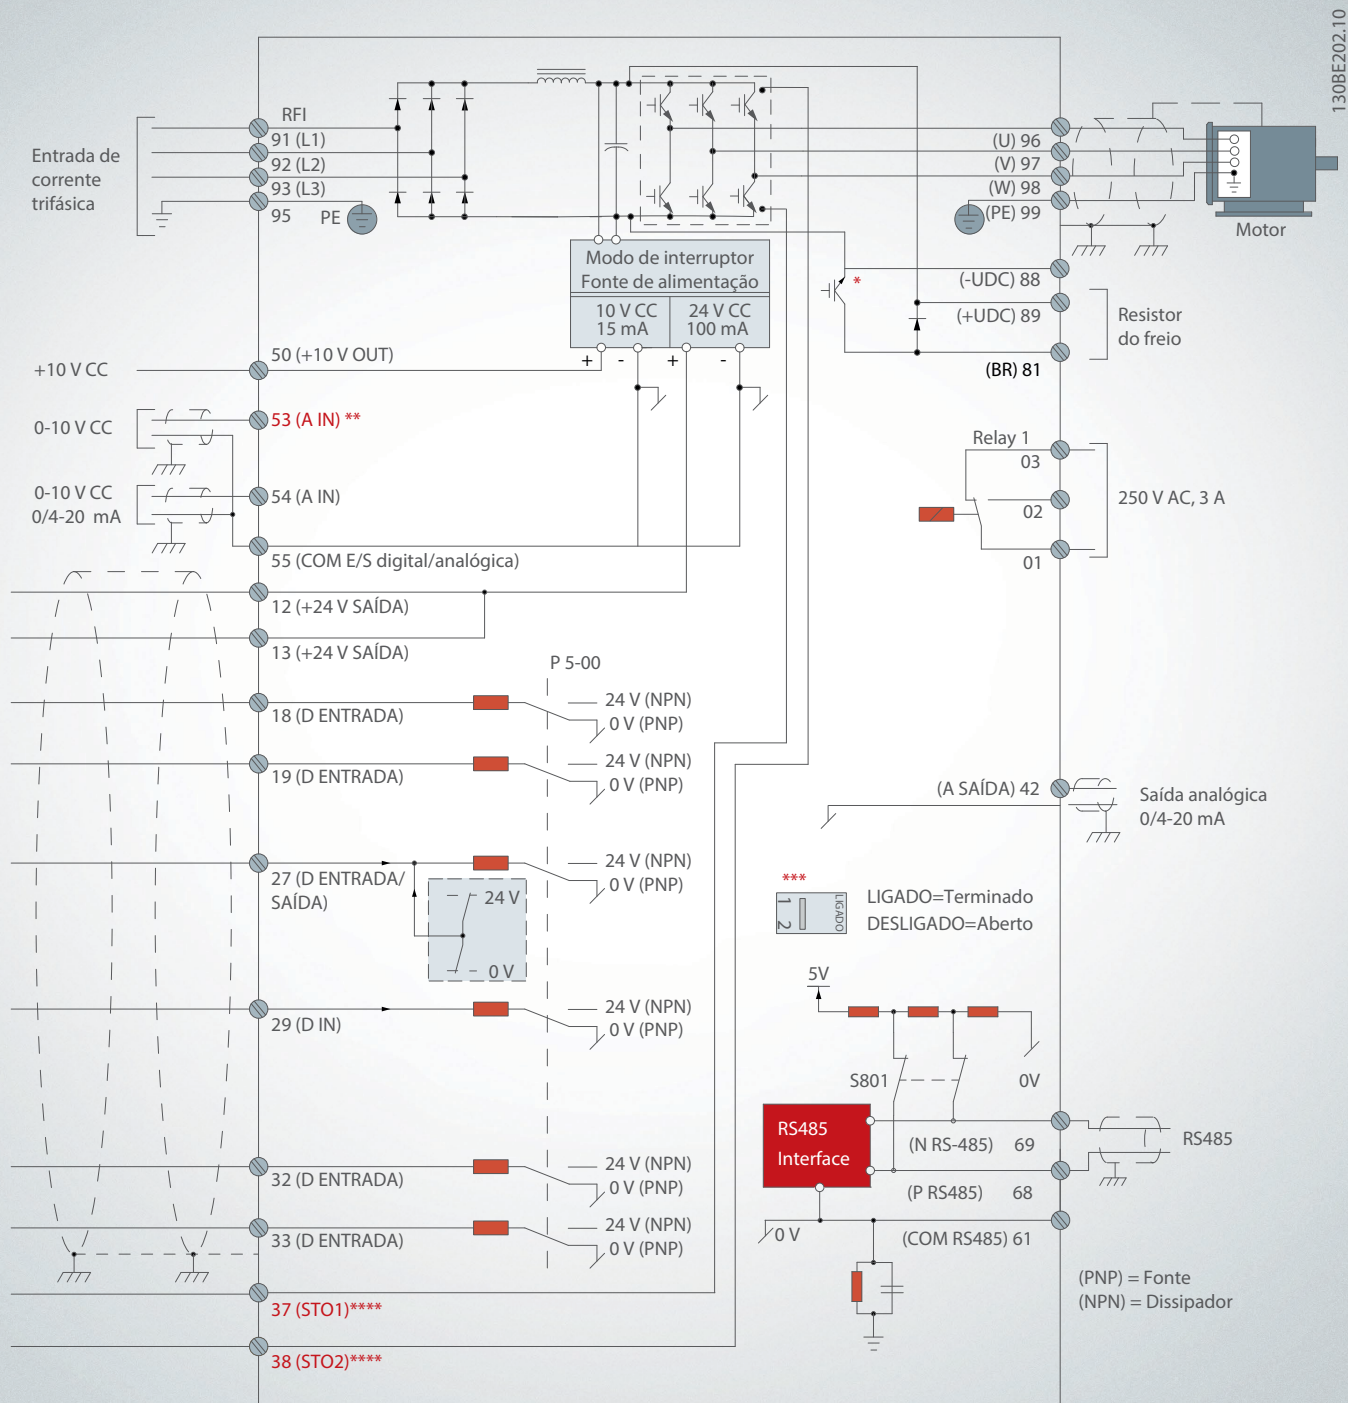 130BE202.10
RFI
91 (L1)
92 (L2)
93 (L3)
95
PE
Entrada de
corrente
trifásica
(U) 96
(V) 97
(W) 98
(PE) 99
Motor
Modo de interruptor
Fonte de alimentação
10 V CC
15 mA
24 V CC
100 mA
+
-
+
-
*
(-UDC) 88
(+UDC) 89
(BR) 81
Resistor
do freio
+10 V CC
50 (+10 V OUT)
0-10 V CC
53 (A IN) **
0-10 V CC
0/4-20 mA
54 (A IN)
55 (COM E/S digital/analógica)
Relay 1
03
02
01
250 V AC, 3 A
12 (+24 V SAÍDA)
13 (+24 V SAÍDA)
P 5-00
18 (D ENTRADA)
24 V (NPN)
0 V (PNP)
19 (D ENTRADA)
24 V (NPN)
0 V (PNP)
(A SAÍDA) 42
Saída analógica
0/4-20 mA
27 (D ENTRADA/
SAÍDA)
24 V (NPN)
0 V (PNP)
24 V
0 V
***
1
2
LIGADO
LIGADO=Terminado
DESLIGADO=Aberto
29 (D IN)
24 V (NPN)
0 V (PNP)
5V
S801
0V
RS485
Interface
(N RS-485) 69
(P RS485) 68
RS485
0 V
(COM RS485) 61
32 (D ENTRADA)
24 V (NPN)
0 V (PNP)
33 (D ENTRADA)
24 V (NPN)
0 V (PNP)
37 (STO1)****
38 (STO2)****
(PNP) = Fonte
(NPN) = Dissipador